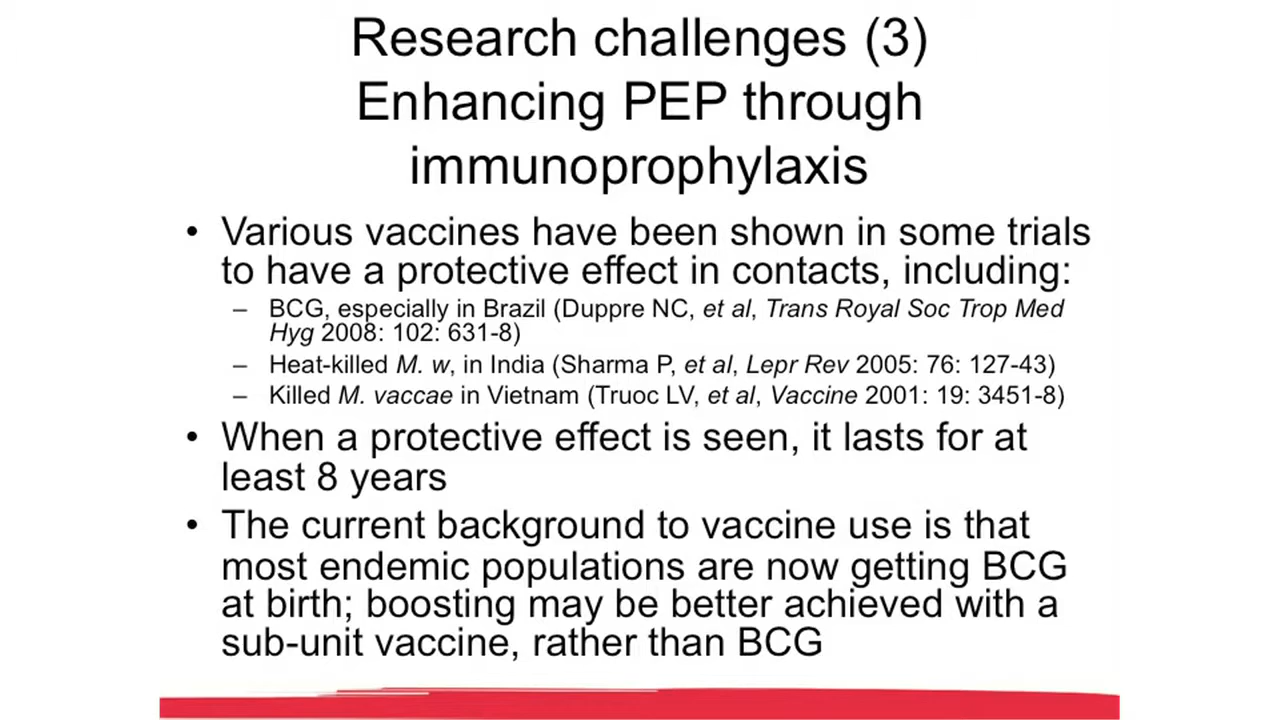 Research challenges (3)
Enhancing PEP through
immunoprophylaxis
• Various vaccines have been shown in some trials
to have a protective effect in contacts, including:
– BCG, especially in Brazil (Duppre NC, et al, Trans Royal Soc Trop Med
Hyg 2008: 102: 631-8)
– Heat-killed M. w, in India (Sharma P, et al, Lepr Rev 2005: 76: 127-43)
– Killed M. vaccae in Vietnam (Truoc LV, et al, Vaccine 2001: 19: 3451-8)
• When a protective effect is seen, it lasts for at
least 8 years
• The current background to vaccine use is that
most endemic populations are now getting BCG
at birth; boosting may be better achieved with a
sub-unit vaccine, rather than BCG